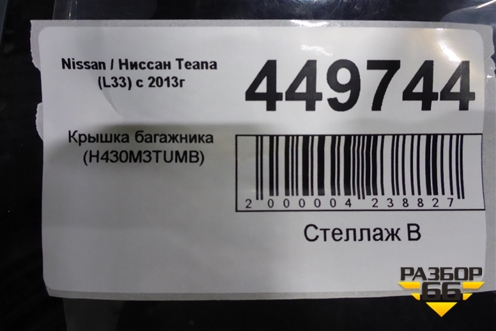 Nissan / Ниссан Teana
(L33) с 2013г
449744
Крышка багажника
(H430M3TUMB)
2 000004 238827
Стеллаж В
РАЗБОР
66